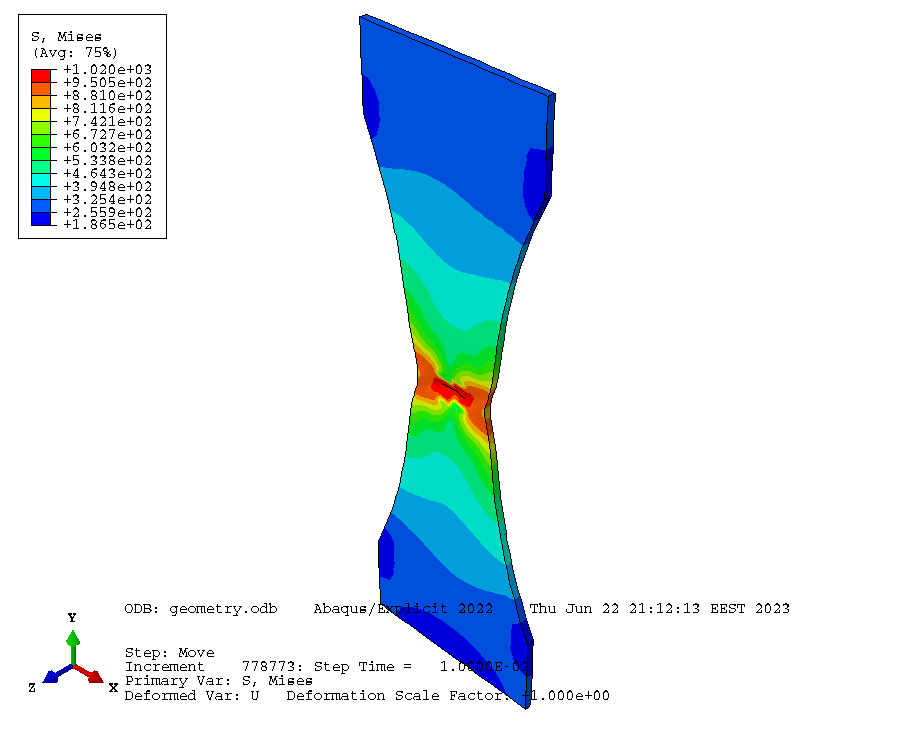 S, Mises
(Avg: 75%)
+1.020e+03
+9.505e+02
+8.810e+02
+8.116e+02
+7.421e+02
+6.727e+02
+6.032e+02
+5.338e+02
+4.643e+02
+3.948e+02
+3.254e+02
+2.559e+02
+1.865e+02
ODB: geometry.odb    Abaqus/Explicit 2022    Thu Jun 22 21:12:13 EEST 2023
Y
Z
X
Step: Move
Increment    778773: Step Time =    1.0000E-02
Primary Var: S, Mises
Deformed Var: U   Deformation Scale Factor: +1.000e+00